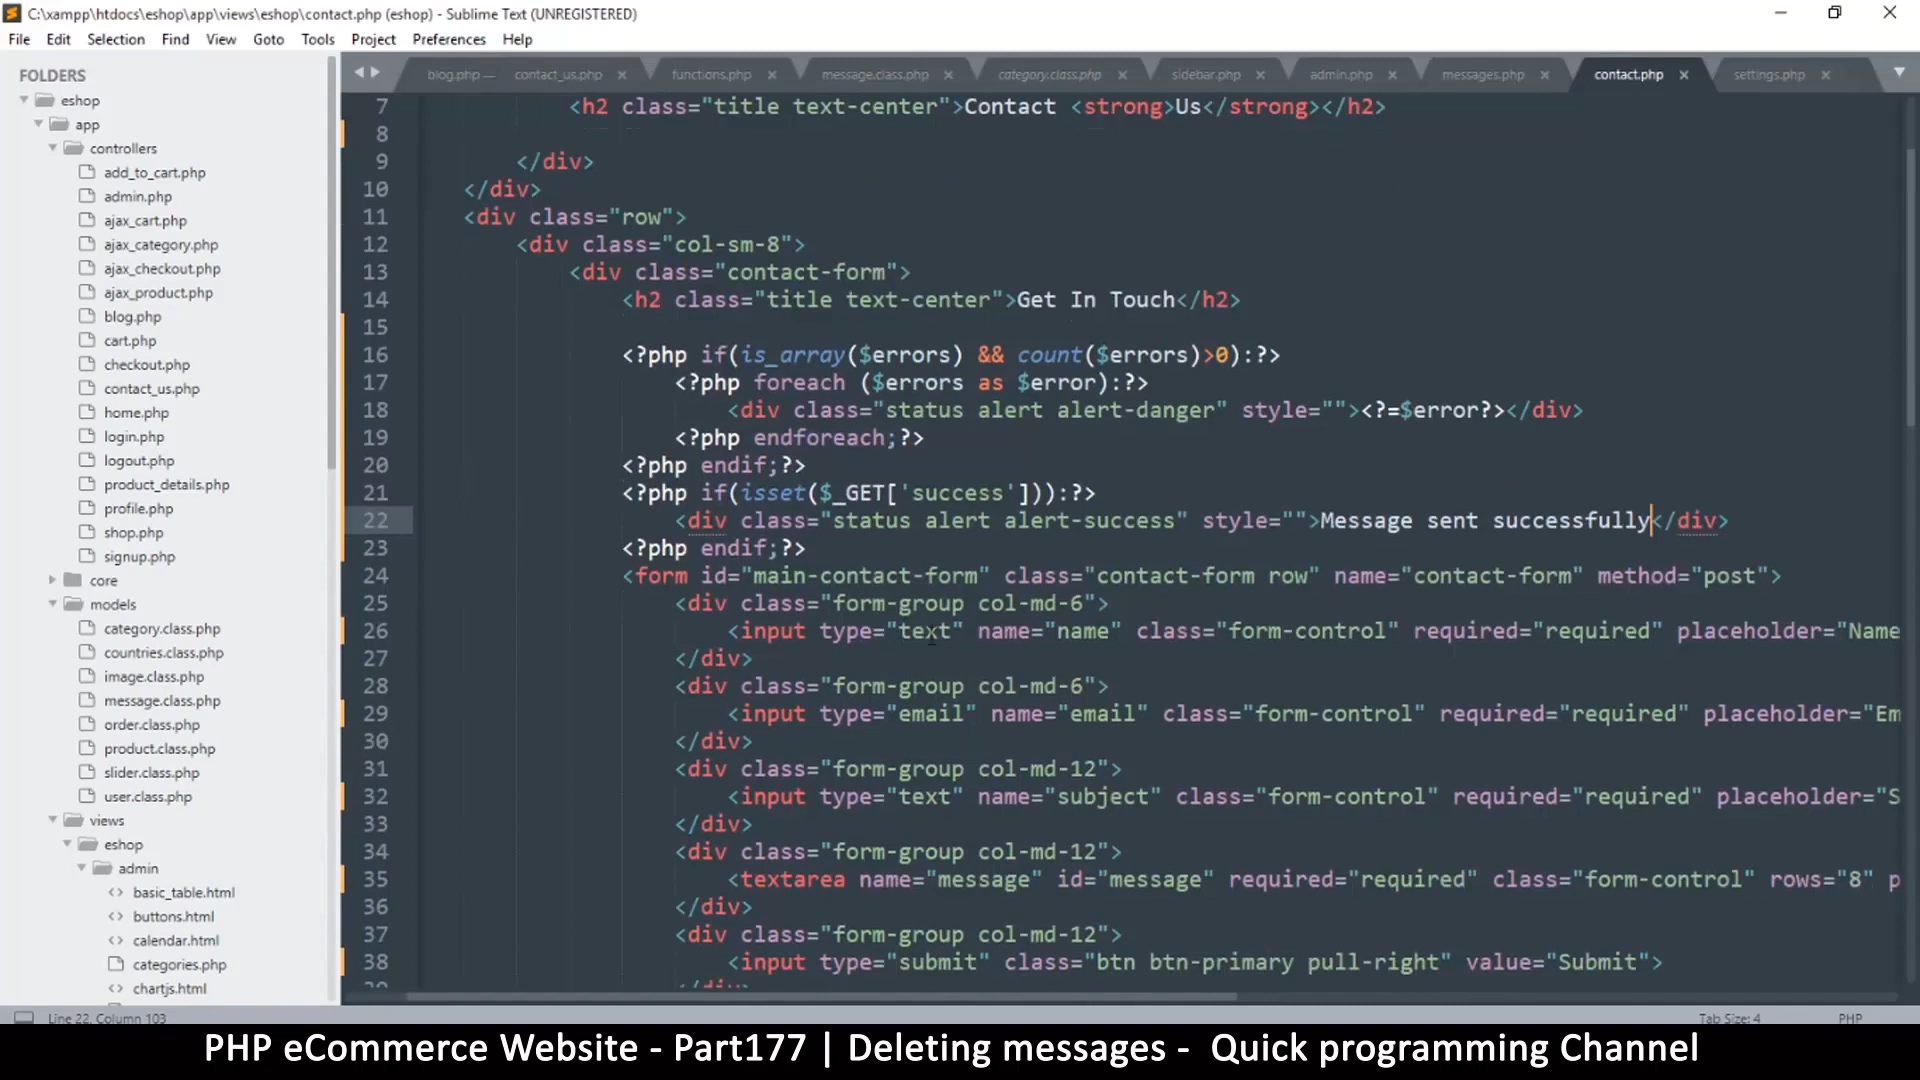 C:\xampp\htdocs\eshop\app\views\eshop\contact.php (eshop) - Sublime Text (UNREGISTERED)
File Edit Selection Find View Goto Tools Project Preferences Help
FOLDERS
eshop
app
controllers
add_to_cart.php
admin.php
ajax_cart.php
ajax_category.php
ajax_checkout.php
ajax_product.php
blog.php
cart.php
checkout.php
contact_us.php
home.php
login.php
logout.php
product_details.php
profile.php
shop.php
signup.php
core
models
category.class.php
countries.class.php
image.class.php
message.class.php
order.class.php
product.class.php
slider.class.php
user.class.php
views
eshop
admin
basic_table.html
buttons.html
calendar.html
categories.php
chartjs.html
blog.php — contact_us.php functions.php message.class.php category.class.php sidebar.php admin.php messages.php contact.php settings.php
7 <h2 class="title text-center">Contact <strong>Us</strong></h2>
8
9 </div>
10 </div>
11 <div class="row">
12 <div class="col-sm-8">
13 <div class="contact-form">
14 <h2 class="title text-center">Get In Touch</h2>
15
16 <?php if(is_array($errors) && count($errors)>0):?>
17 <?php foreach ($errors as $error):?>
18 <div class="status alert alert-danger" style=""><?=$error?></div>
19 <?php endforeach;?>
20 <?php endif;?>
21 <?php if(isset($_GET['success'])):?>
22 <div class="status alert alert-success" style="">Message sent successfully</div>
23 <?php endif;?>
24 <form id="main-contact-form" class="contact-form row" name="contact-form" method="post">
25 <div class="form-group col-md-6">
26 <input type="text" name="name" class="form-control" required="required" placeholder="Name
27 </div>
28 <div class="form-group col-md-6">
29 <input type="email" name="email" class="form-control" required="required" placeholder="Em
30 </div>
31 <div class="form-group col-md-12">
32 <input type="text" name="subject" class="form-control" required="required" placeholder="S
33 </div>
34 <div class="form-group col-md-12">
35 <textarea name="message" id="message" required="required" class="form-control" rows="8" p
36 </div>
37 <div class="form-group col-md-12">
38 <input type="submit" class="btn btn-primary pull-right" value="Submit">
Line 22, Column 103
Tab Size: 4 PHP
PHP eCommerce Website - Part177 | Deleting messages - Quick programming Channel